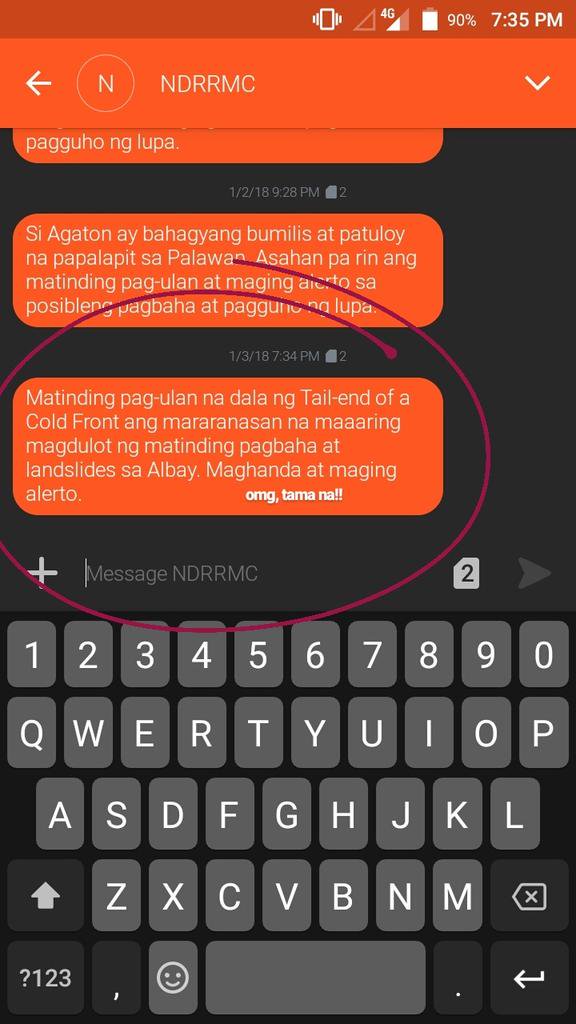 4G 90% 7:35 PM
N NDRRMC
pagguho ng lupa.
1/2/18 9:28 PM 2
Si Agaton ay bahagyang bumilis at patuloy
na papalapit sa Palawan. Asahan pa rin ang
matinding pag-ulan at maging alerto sa
posibleng pagbaha at pagguho ng lupa.
1/3/18 7:34 PM 2
Matinding pag-ulan na dala ng Tail-end of a
Cold Front ang mararanasan na maaaring
magdulot ng matinding pagbaha at
landslides sa Albay. Maghanda at maging
alerto. omg, tama na!!
Message NDRRMC 2
1 2 3 4 5 6 7 8 9 0
Q W E R T Y U I O P
A S D F G H J K L
Z X C V B N M
?123 , .